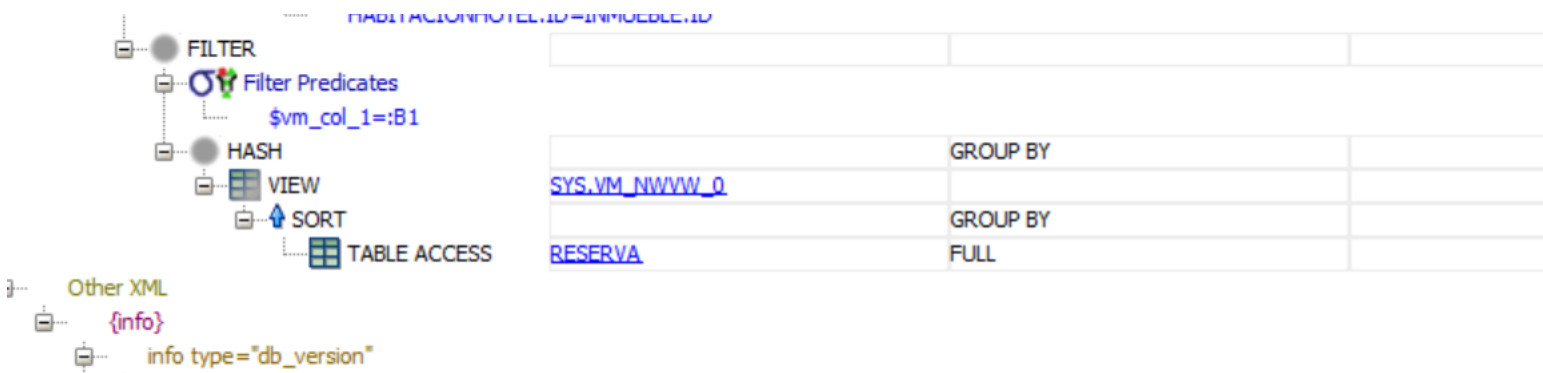 HABITACIONHOTEL.ID=INMUEBLE.ID
FILTER
Filter Predicates
$vm_col_1=:B1
HASH GROUP BY
VIEW SYS.VM_NWVW_0
SORT GROUP BY
TABLE ACCESS RESERVA FULL
Other XML
{info}
info type="db_version"